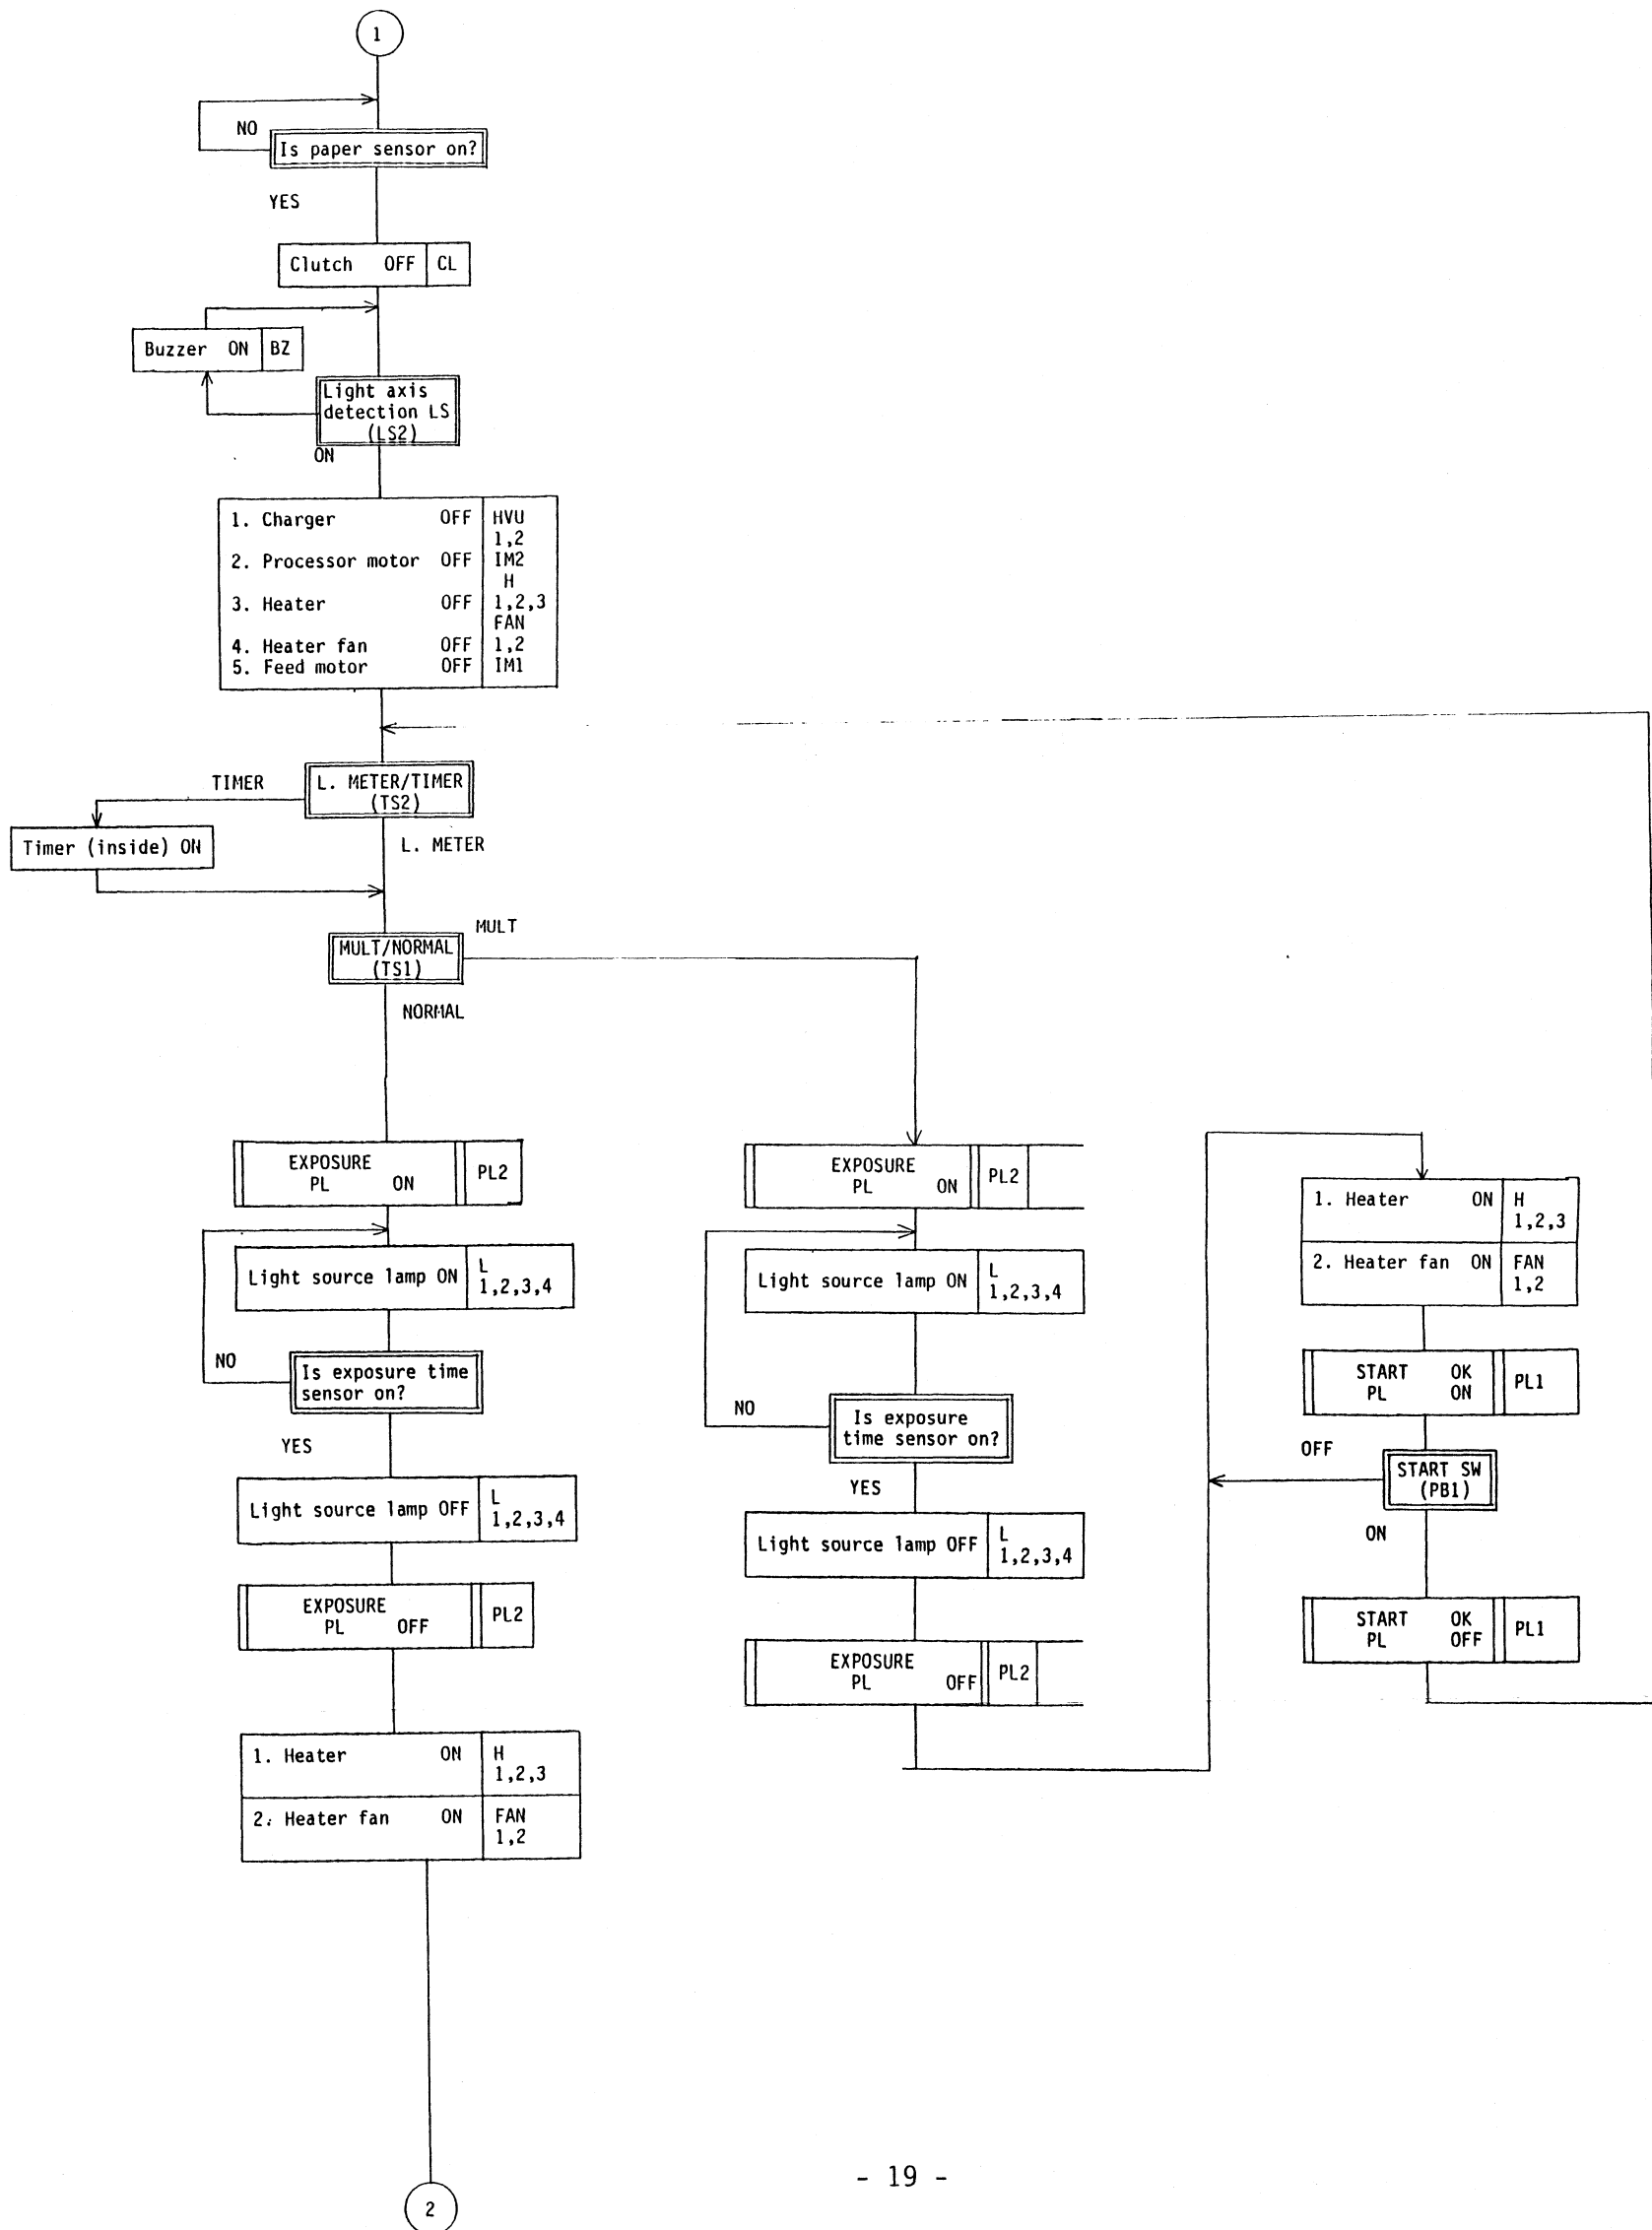 1
NO
Is paper sensor on?
YES
Clutch OFF CL
Buzzer ON BZ
Light axis
detection LS
(LS2)
ON
1. Charger OFF HVU
1,2
2. Processor motor OFF IM2
H
3. Heater OFF 1,2,3
FAN
4. Heater fan OFF 1,2
5. Feed motor OFF IM1
TIMER
L. METER/TIMER
(TS2)
Timer (inside) ON
L. METER
MULT
MULT/NORMAL
(TS1)
NORMAL
EXPOSURE
PL ON
PL2
Light source lamp ON
L
1,2,3,4
NO
Is exposure time
sensor on?
YES
Light source lamp OFF
L
1,2,3,4
EXPOSURE
PL OFF
PL2
1. Heater ON H
1,2,3
2. Heater fan ON FAN
1,2
2
EXPOSURE
PL ON
PL2
Light source lamp ON
L
1,2,3,4
NO
Is exposure
time sensor on?
YES
Light source lamp OFF
L
1,2,3,4
EXPOSURE
PL OFF
PL2
1. Heater ON H
1,2,3
2. Heater fan ON FAN
1,2
START OK
PL ON
PL1
OFF
START SW
(PB1)
ON
START OK
PL OFF
PL1
- 19 -